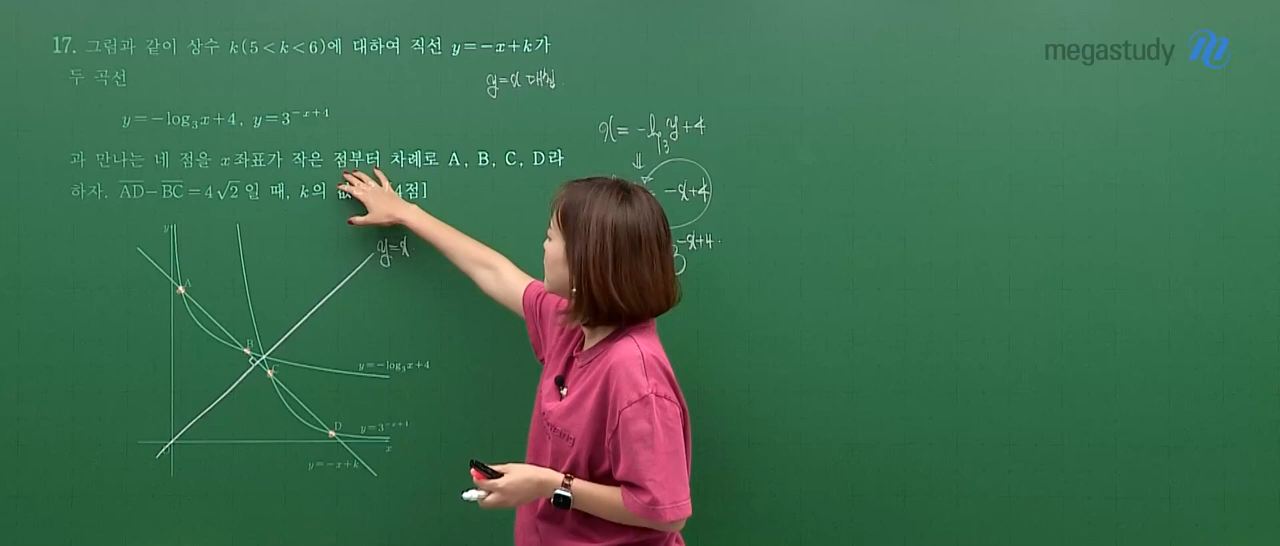 megastudy
17. 그림과 같이 상수 k(5<k<6)에 대하여 직선 y=-x+k가
두 곡선
y=x 대칭.
y=-log₃x+4, y=3^{-x+4}
과 만나는 네 점을 x좌표가 작은 점부터 차례로 A, B, C, D라
하자. AD-BC=4√2일 때, k의 4점]
x=-log₃y+4
⇓
=-x+4
3^{-x+4}.
y
y=x.
A
B
C
y=-log₃x+4
D
y=3^{-x+4}
x
y=-x+k